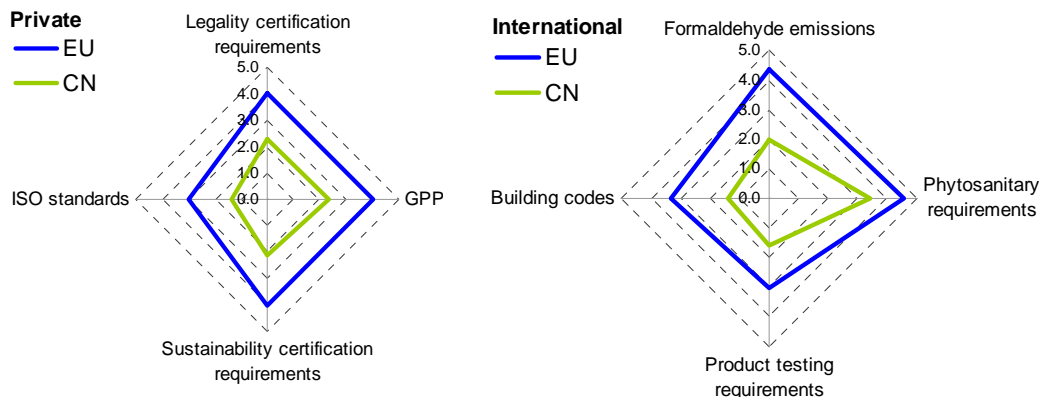 Private
EU
CN
Legality certification
requirements
5.0
4.0
3.0
2.0
1.0
0.0
ISO standards
GPP
Sustainability certification
requirements
International
EU
CN
Formaldehyde emissions
5.0
4.0
3.0
2.0
1.0
0.0
Building codes
Phytosanitary
requirements
Product testing
requirements